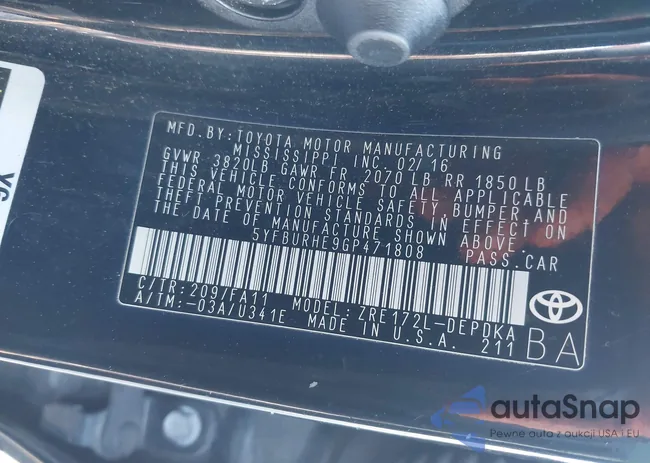 MFD.BY:TOYOTA MOTOR MANUFACTURING
MISSISSIPPI INC. 02/16
GVWR 3820LB GAWR FR 2070 LB RR 1850 LB
THIS VEHICLE CONFORMS TO ALL APPLICABLE
FEDERAL MOTOR VEHICLE SAFETY, BUMPER, AND
THEFT PREVENTION STANDARDS IN EFFECT ON
THE DATE OF MANUFACTURE SHOWN ABOVE.
5YFBURHE9GP471808 PASS.CAR
C/TR:209/FA11 MODEL:ZRE172L-DEPDKA
A/TM:-03A/U341E MADE IN U.S.A. 211
BA
autaSnap
Pewne auta z aukcji USA i EU